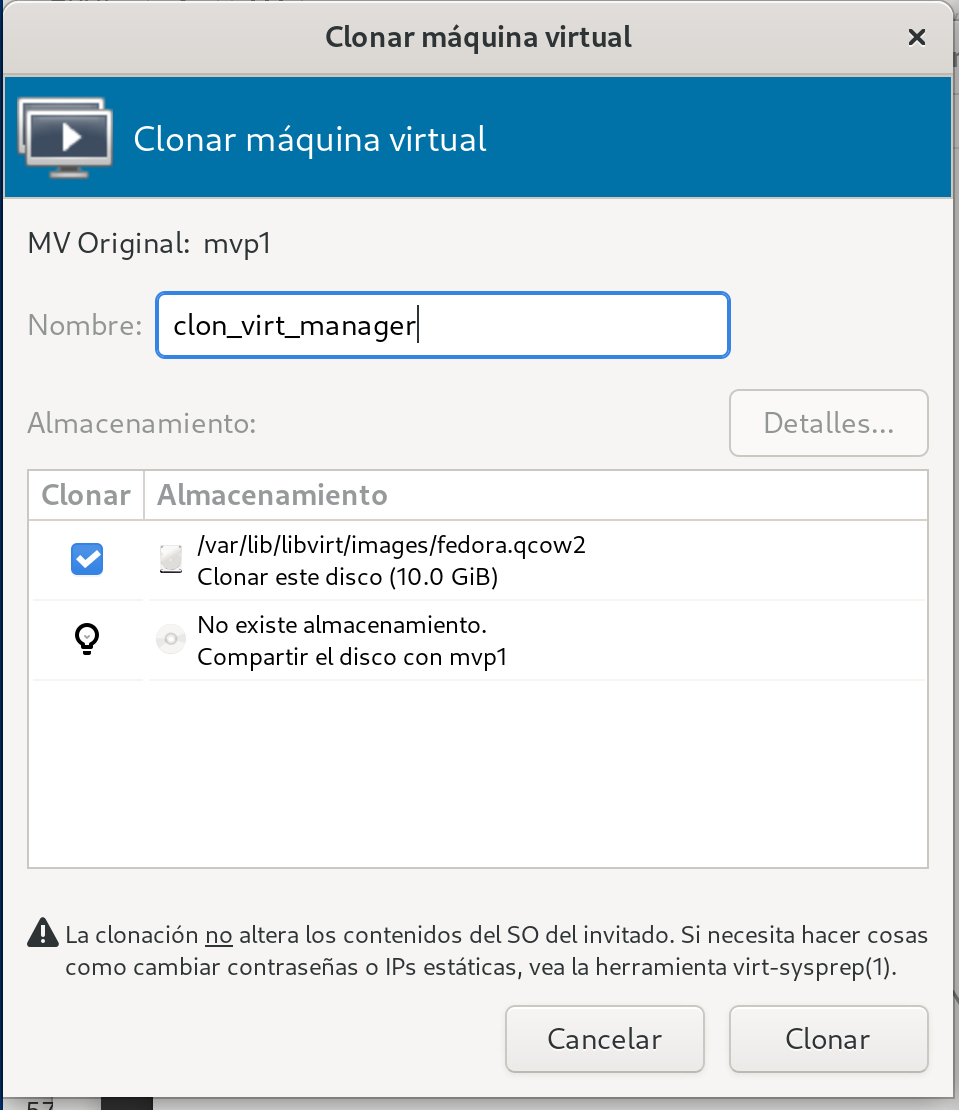 Clonar máquina virtual
Clonar máquina virtual
MV Original: mvp1
Nombre: clon_virt_manager
Almacenamiento:
Detalles...
Clonar Almacenamiento
/var/lib/libvirt/images/fedora.qcow2
Clonar este disco (10.0 GiB)
No existe almacenamiento.
Compartir el disco con mvp1
La clonación no altera los contenidos del SO del invitado. Si necesita hacer cosas
como cambiar contraseñas o IPs estáticas, vea la herramienta virt-sysprep(1).
Cancelar Clonar